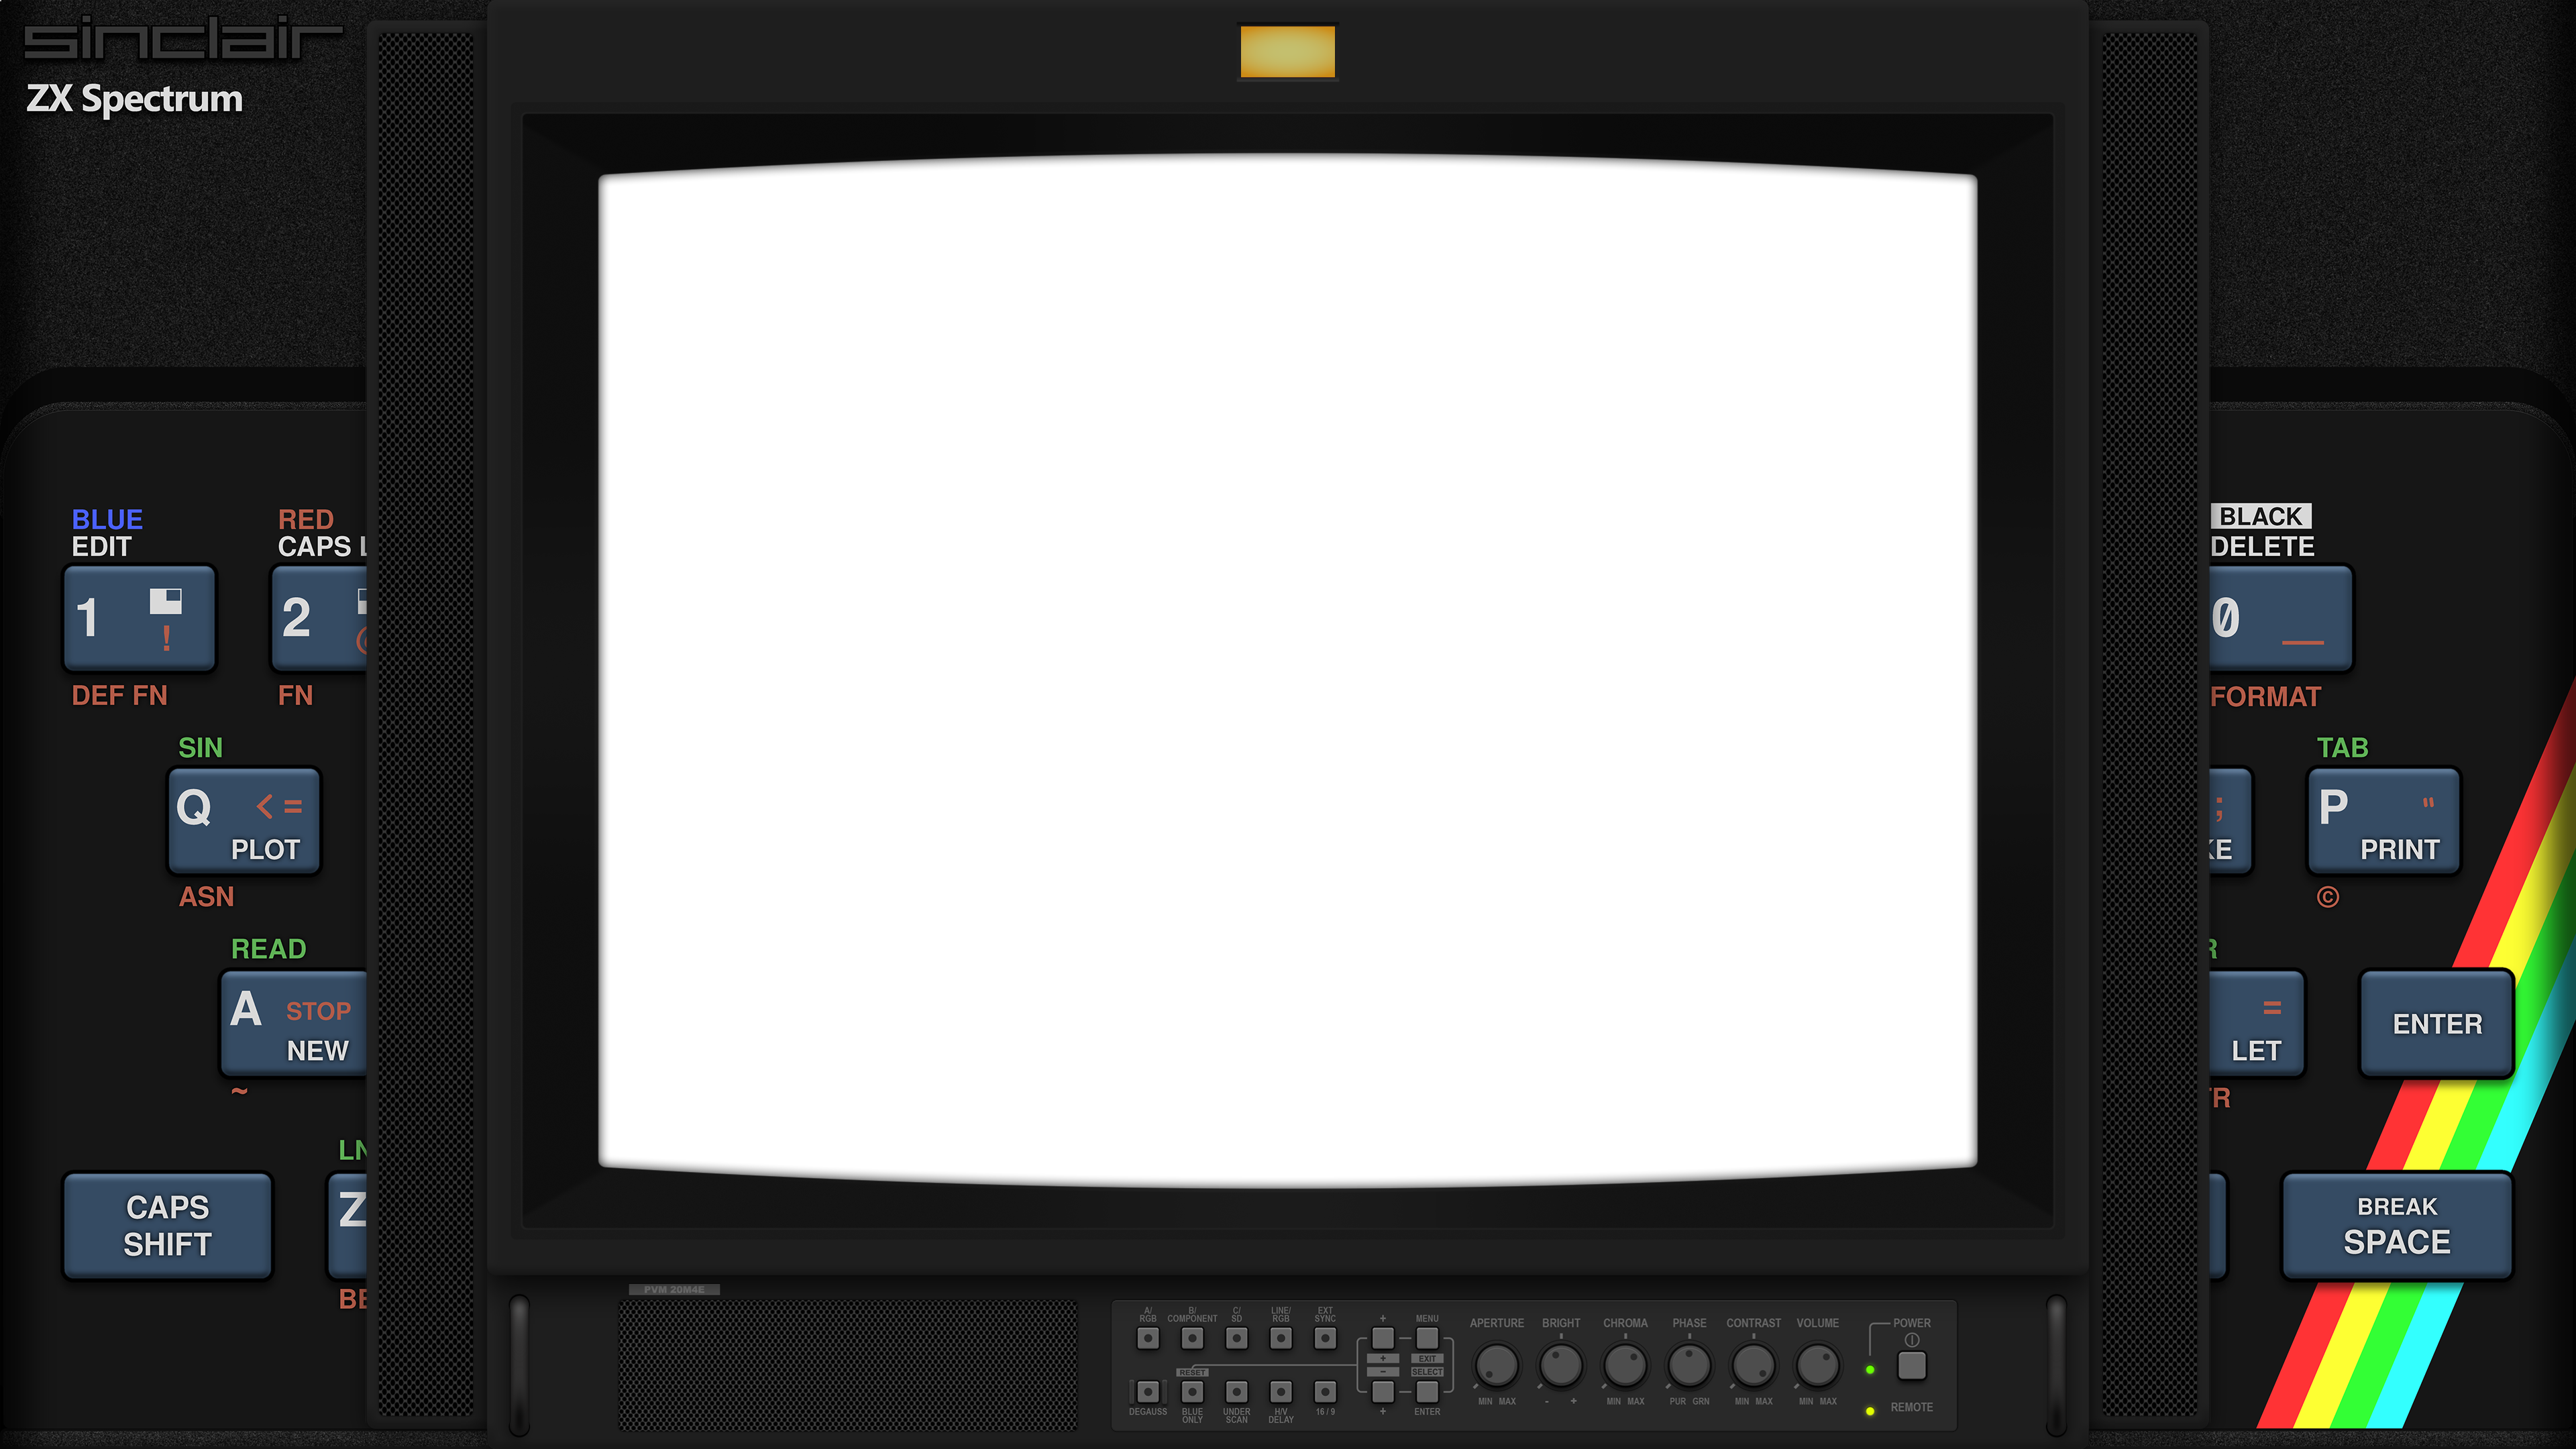 sinclair
ZX Spectrum
BLUE
EDIT
1
!
DEF FN
RED
CAPS L
2
FN
SIN
Q <=
PLOT
ASN
READ
A STOP
NEW
~
CAPS
SHIFT
LN
Z
BE
BLACK
DELETE
0 _
FORMAT
TAB
;
KE
P "
PRINT
©
R
=
LET
TR
ENTER
BREAK
SPACE
PVM 20M4E
A/
RGB
B/
COMPONENT
C/
SD
LINE/
RGB
EXT
SYNC
+
MENU
+
EXIT
RESET
−
SELECT
DEGAUSS
BLUE
ONLY
UNDER
SCAN
H/V
DELAY
16 / 9
+
ENTER
APERTURE
MIN MAX
BRIGHT
- +
CHROMA
MIN MAX
PHASE
PUR GRN
CONTRAST
MIN MAX
VOLUME
MIN MAX
POWER
REMOTE